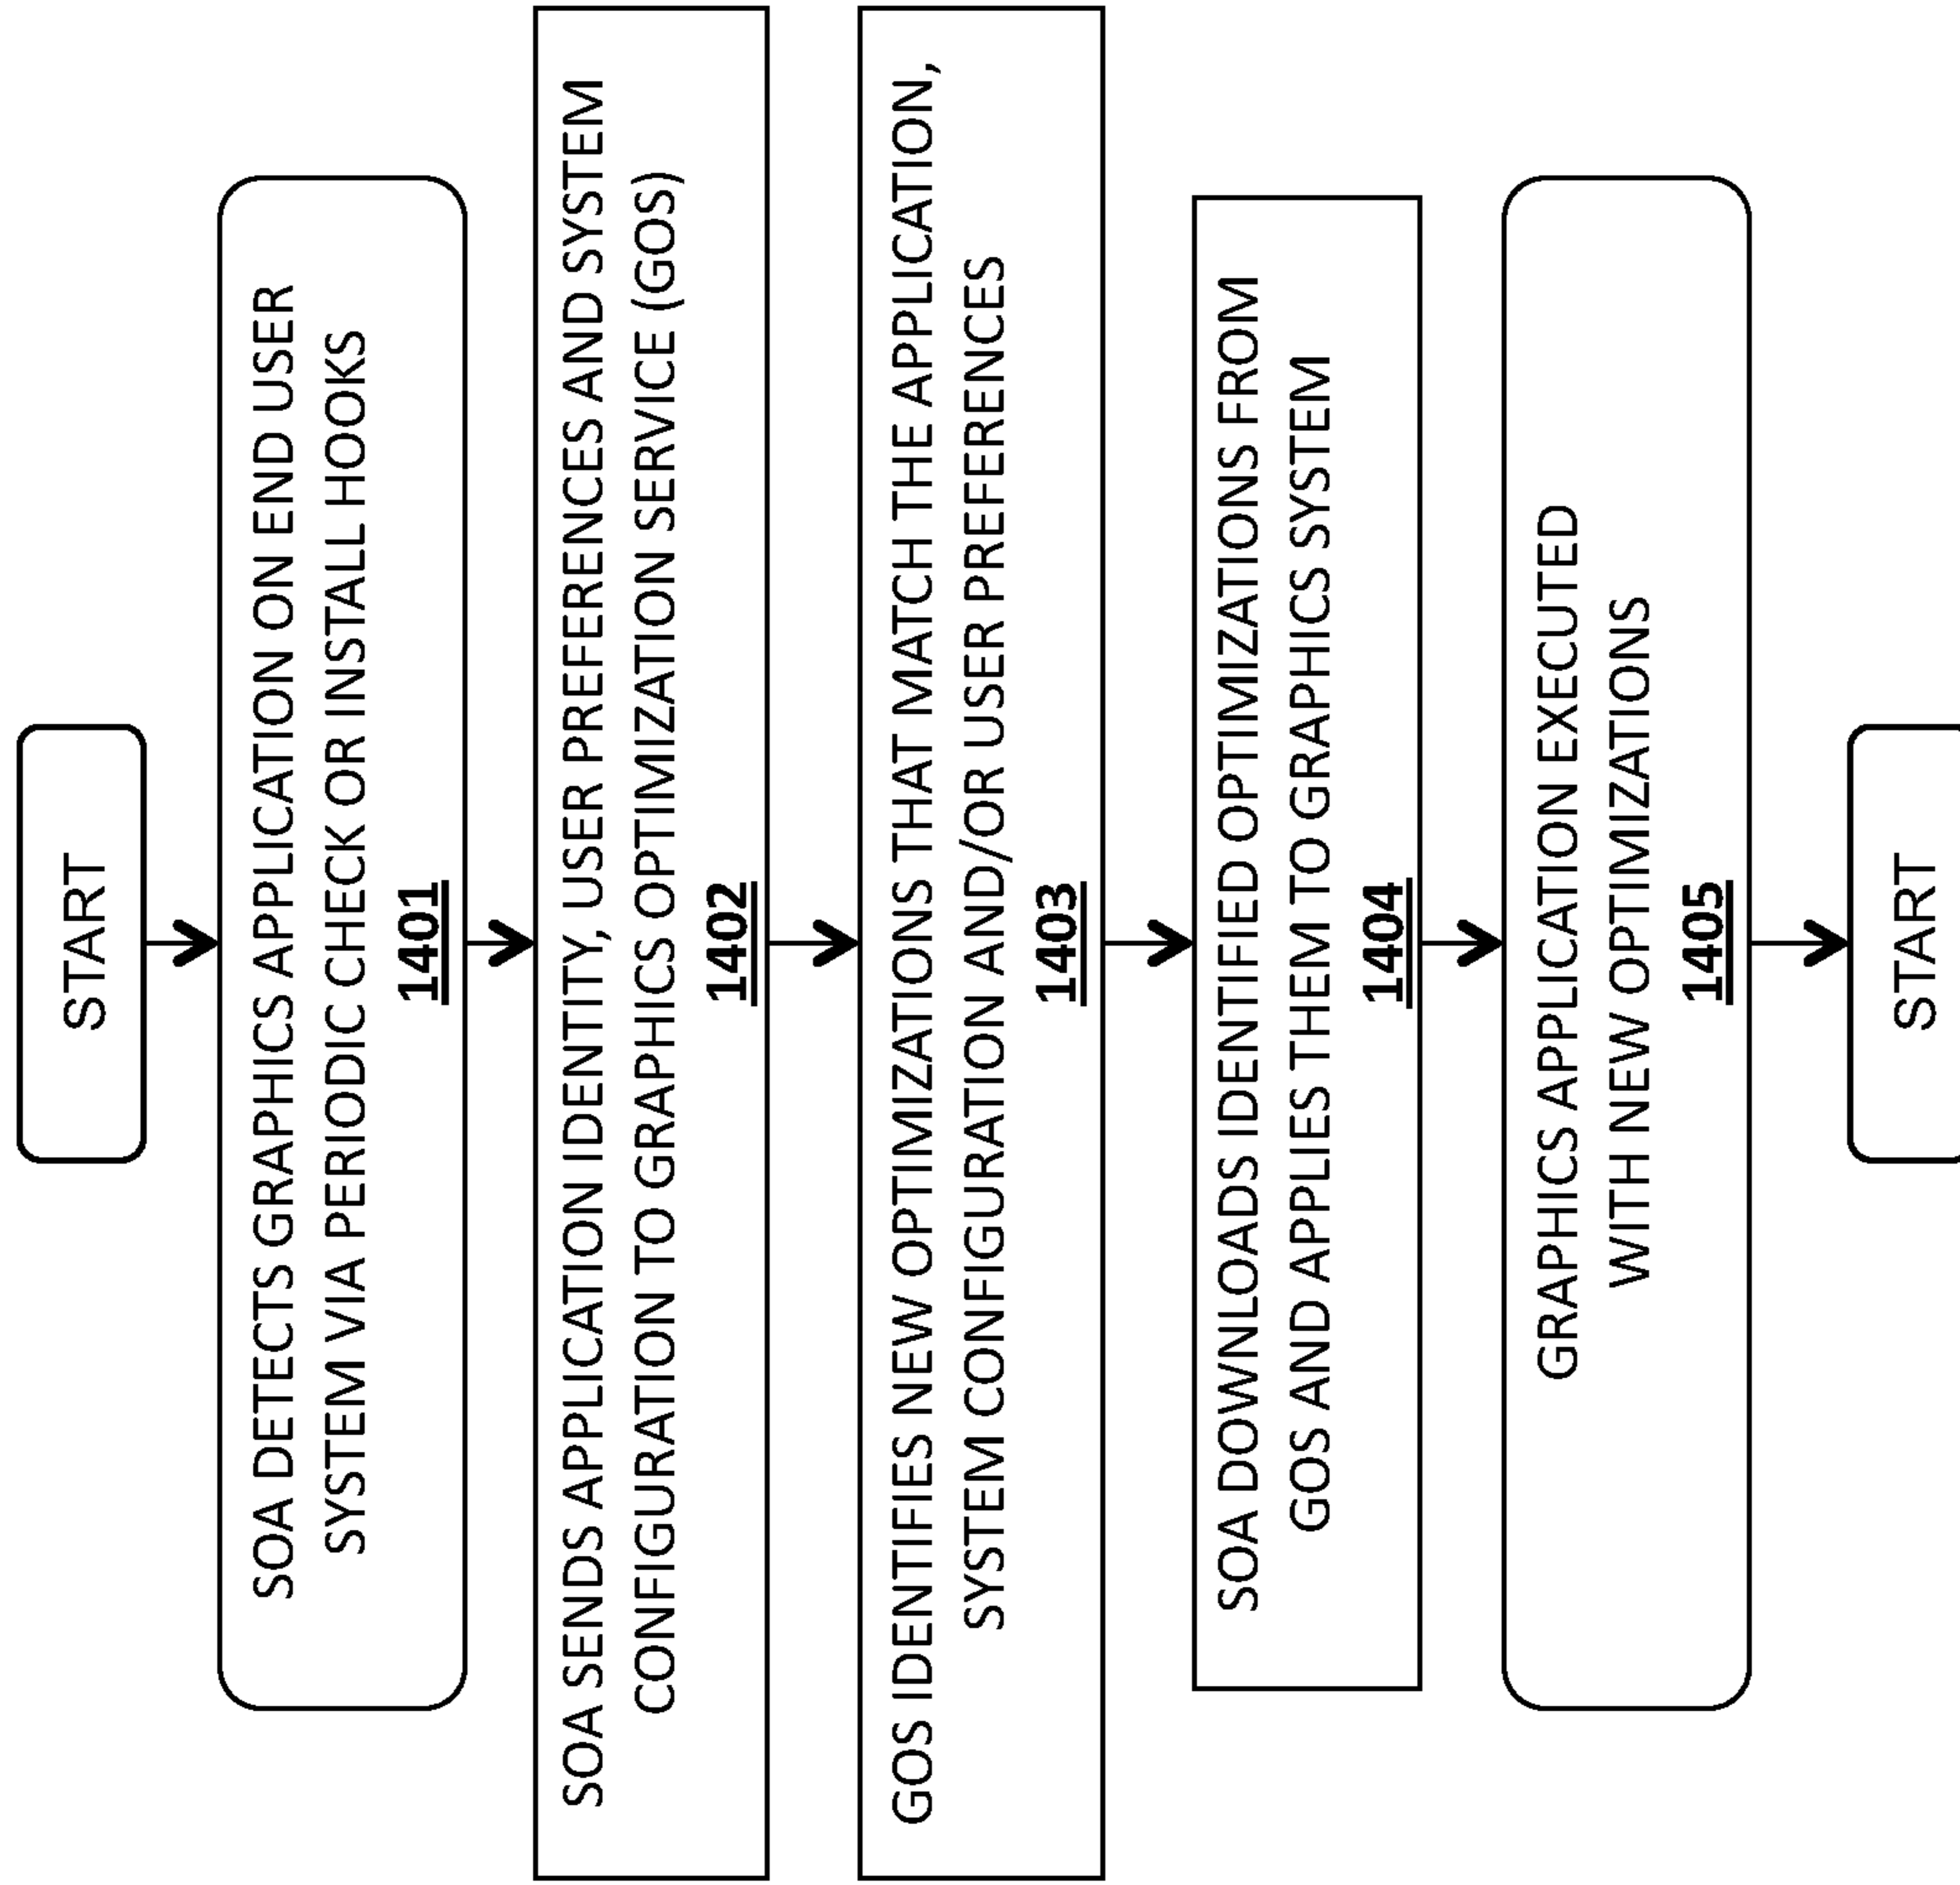 START
SOA DETECTS GRAPHICS APPLICATION ON END USER
SYSTEM VIA PERIODIC CHECK OR INSTALL HOOKS
1401
SOA SENDS APPLICATION IDENTITY, USER PREFERENCES AND SYSTEM
CONFIGURATION TO GRAPHICS OPTIMIZATION SERVICE (GOS)
1402
GOS IDENTIFIES NEW OPTIMIZATIONS THAT MATCH THE APPLICATION,
SYSTEM CONFIGURATION AND/OR USER PREFERENCES
1403
SOA DOWNLOADS IDENTIFIED OPTIMIZATIONS FROM
GOS AND APPLIES THEM TO GRAPHICS SYSTEM
1404
GRAPHICS APPLICATION EXECUTED
WITH NEW OPTIMIZATIONS
1405
START